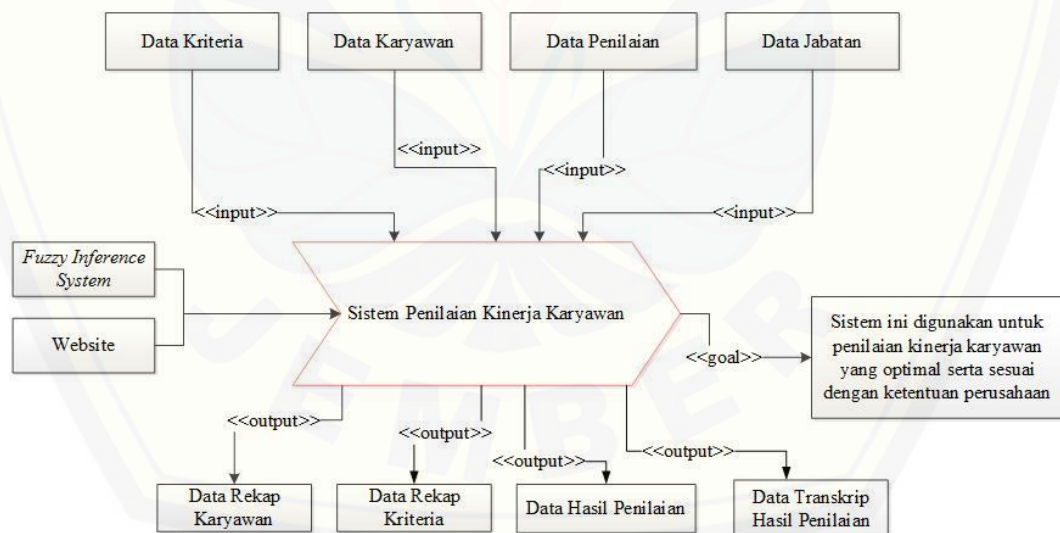 Data Kriteria
Data Karyawan
Data Penilaian
Data Jabatan
<<input>>
<<input>>
<<input>>
<<input>>
Fuzzy Inference
System
Website
Sistem Penilaian Kinerja Karyawan
<<goal>>
Sistem ini digunakan untuk
penilaian kinerja karyawan
yang optimal serta sesuai
dengan ketentuan perusahaan
<<output>>
<<output>>
<<output>>
<<output>>
Data Rekap
Karyawan
Data Rekap
Kriteria
Data Hasil Penilaian
Data Transkrip
Hasil Penilaian
JEMBER